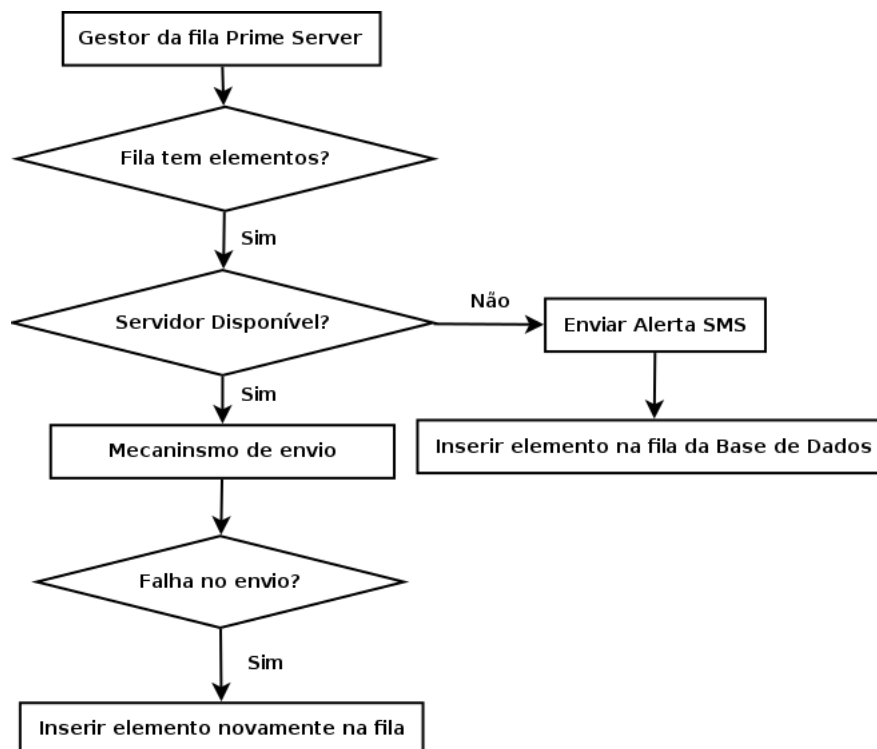 Gestor da fila Prime Server
Fila tem elementos?
Sim
Servidor Disponível?
Não
Enviar Alerta SMS
Sim
Mecaninsmo de envio
Inserir elemento na fila da Base de Dados
Falha no envio?
Sim
Inserir elemento novamente na fila